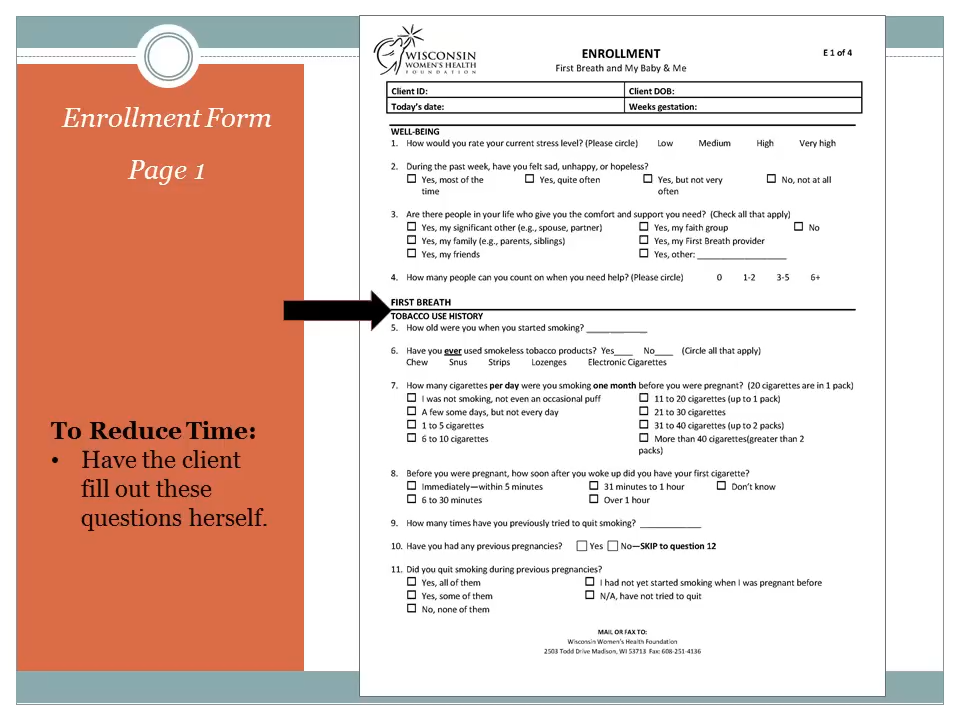 Enrollment Form
Page 1
To Reduce Time:
• Have the client
fill out these
questions herself.
WISCONSIN
WOMEN'S HEALTH
FOUNDATION
ENROLLMENT
First Breath and My Baby & Me
E 1 of 4
Client ID: Client DOB:
Today's date: Weeks gestation:
WELL-BEING
1. How would you rate your current stress level? (Please circle) Low Medium High Very high
2. During the past week, have you felt sad, unhappy, or hopeless?
☐ Yes, most of the ☐ Yes, quite often ☐ Yes, but not very ☐ No, not at all
time often
3. Are there people in your life who give you the comfort and support you need? (Check all that apply)
☐ Yes, my significant other (e.g., spouse, partner) ☐ Yes, my faith group ☐ No
☐ Yes, my family (e.g., parents, siblings) ☐ Yes, my First Breath provider
☐ Yes, my friends ☐ Yes, other: ___________________
4. How many people can you count on when you need help? (Please circle) 0 1-2 3-5 6+
FIRST BREATH
TOBACCO USE HISTORY
5. How old were you when you started smoking? _____________
6. Have you ever used smokeless tobacco products? Yes____ No____ (Circle all that apply)
Chew Snus Strips Lozenges Electronic Cigarettes
7. How many cigarettes per day were you smoking one month before you were pregnant? (20 cigarettes are in 1 pack)
☐ I was not smoking, not even an occasional puff ☐ 11 to 20 cigarettes (up to 1 pack)
☐ A few some days, but not every day ☐ 21 to 30 cigarettes
☐ 1 to 5 cigarettes ☐ 31 to 40 cigarettes (up to 2 packs)
☐ 6 to 10 cigarettes ☐ More than 40 cigarettes(greater than 2
packs)
8. Before you were pregnant, how soon after you woke up did you have your first cigarette?
☐ Immediately—within 5 minutes ☐ 31 minutes to 1 hour ☐ Don't know
☐ 6 to 30 minutes ☐ Over 1 hour
9. How many times have you previously tried to quit smoking? _____________
10. Have you had any previous pregnancies? ☐ Yes ☐ No—SKIP to question 12
11. Did you quit smoking during previous pregnancies?
☐ Yes, all of them ☐ I had not yet started smoking when I was pregnant before
☐ Yes, some of them ☐ N/A, have not tried to quit
☐ No, none of them
MAIL OR FAX TO:
Wisconsin Women's Health Foundation
2503 Todd Drive Madison, WI 53713 Fax: 608-251-4136